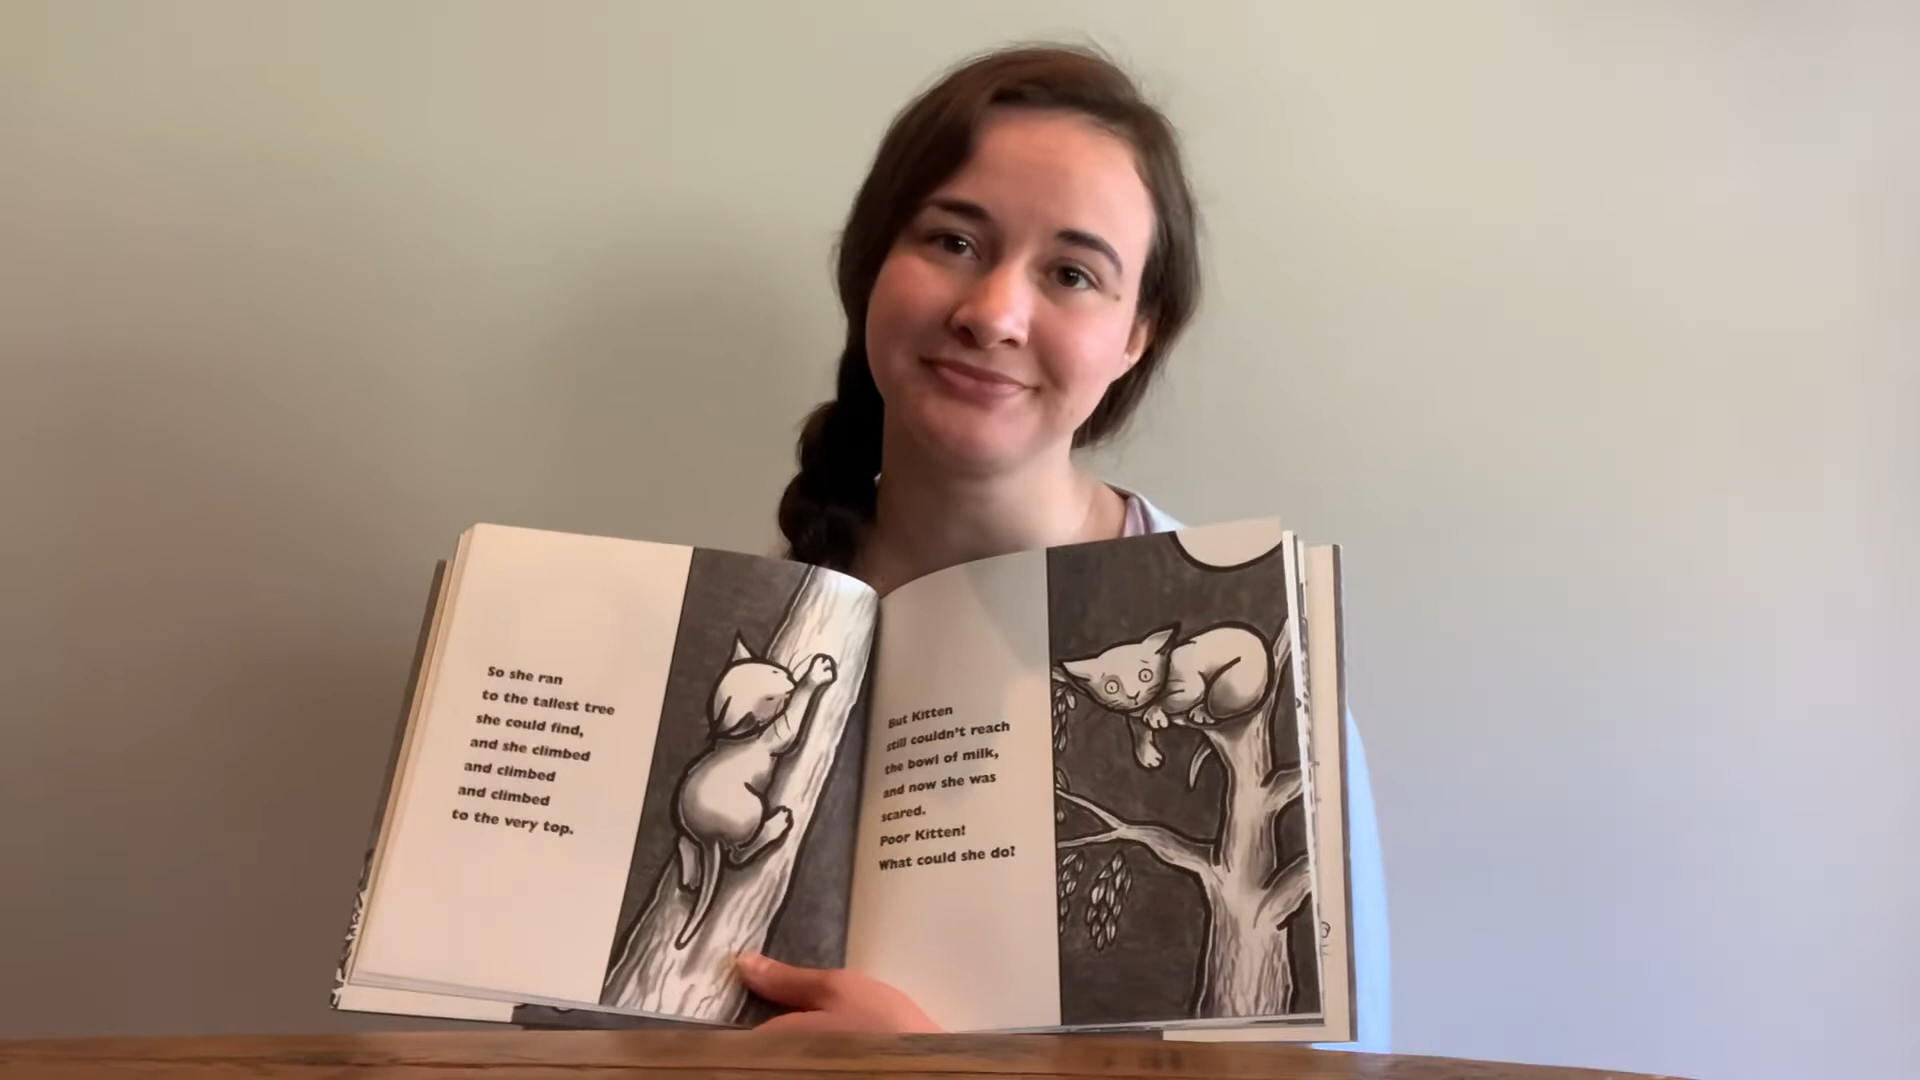 So she ran
to the tallest tree
she could find,
and she climbed
and climbed
and climbed
to the very top.
But Kitten
still couldn't reach
the bowl of milk,
and now she was
scared.
Poor Kitten!
What could she do?